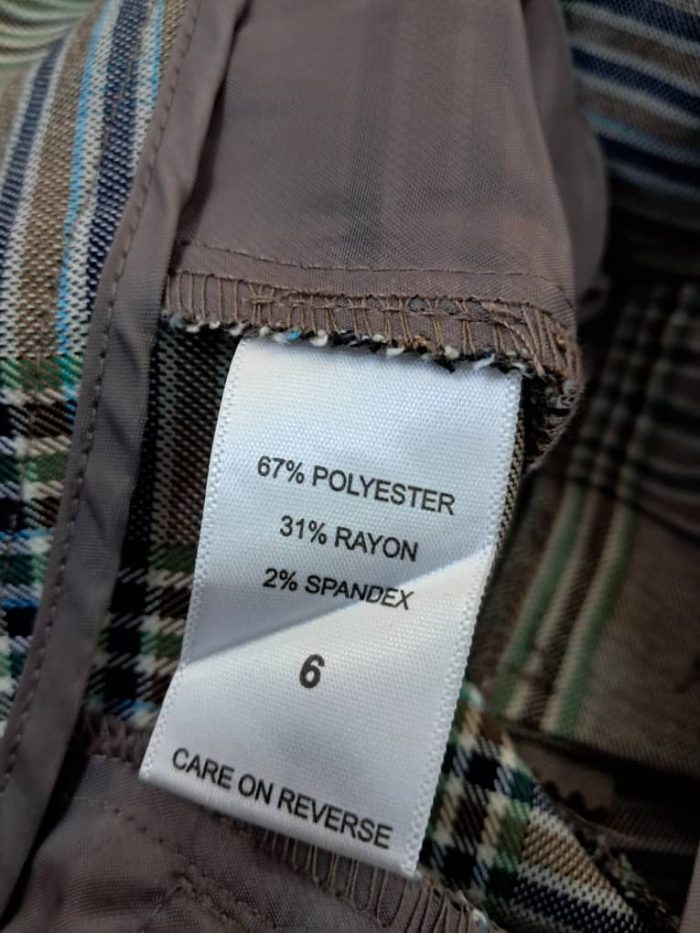 67% POLYESTER
31% RAYON
2% SPANDEX
6
CARE ON REVERSE